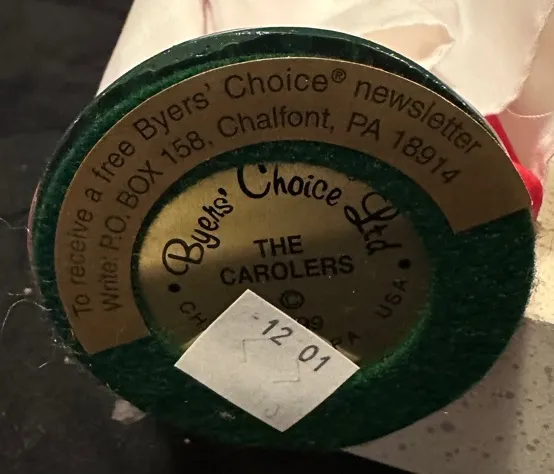 To receive a free Byers' Choice® newsletter
Write: P.O. BOX 158, Chalfont, PA 18914
Byers' Choice Ltd
THE
CAROLERS
©
USA
12 01